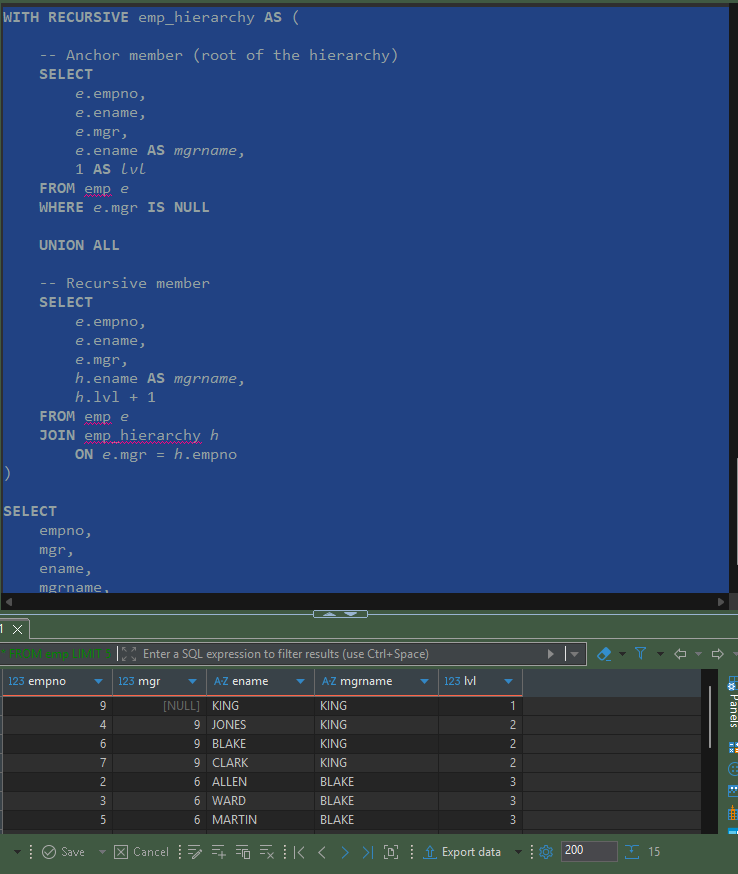 WITH RECURSIVE emp_hierarchy AS (
-- Anchor member (root of the hierarchy)
SELECT
e.empno,
e.ename,
e.mgr,
e.ename AS mgrname,
1 AS lvl
FROM emp e
WHERE e.mgr IS NULL
UNION ALL
-- Recursive member
SELECT
e.empno,
e.ename,
e.mgr,
h.ename AS mgrname,
h.lvl + 1
FROM emp e
JOIN emp_hierarchy h
ON e.mgr = h.empno
)
SELECT
empno,
mgr,
ename,
mgrname,
1
* FROM emp LIMIT 5 Enter a SQL expression to filter results (use Ctrl+Space)
123 empno 123 mgr A-Z ename A-Z mgrname 123 lvl
9 [NULL] KING KING 1
4 9 JONES KING 2
6 9 BLAKE KING 2
7 9 CLARK KING 2
2 6 ALLEN BLAKE 3
3 6 WARD BLAKE 3
5 6 MARTIN BLAKE 3
Panels
Save Cancel Export data 200 15